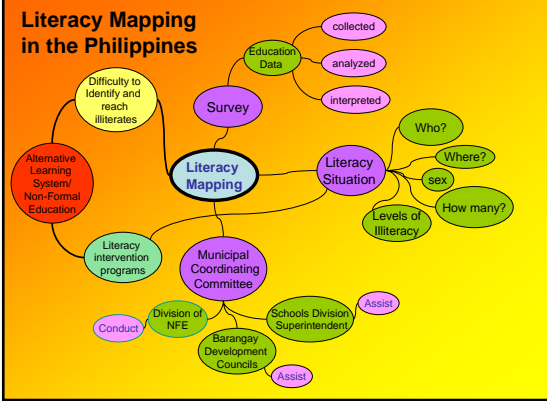 Literacy Mapping
in the Philippines
collected
Education
Data
analyzed
interpreted
Difficulty to
Identify and
reach
illiterates
Survey
Who?
Where?
sex
How many?
Levels of
Illiteracy
Literacy
Situation
Literacy
Mapping
Alternative
Learning
System/
Non-Formal
Education
Literacy
intervention
programs
Municipal
Coordinating
Committee
Conduct
Division of
NFE
Schools Division
Superintendent
Assist
Barangay
Development
Councils
Assist